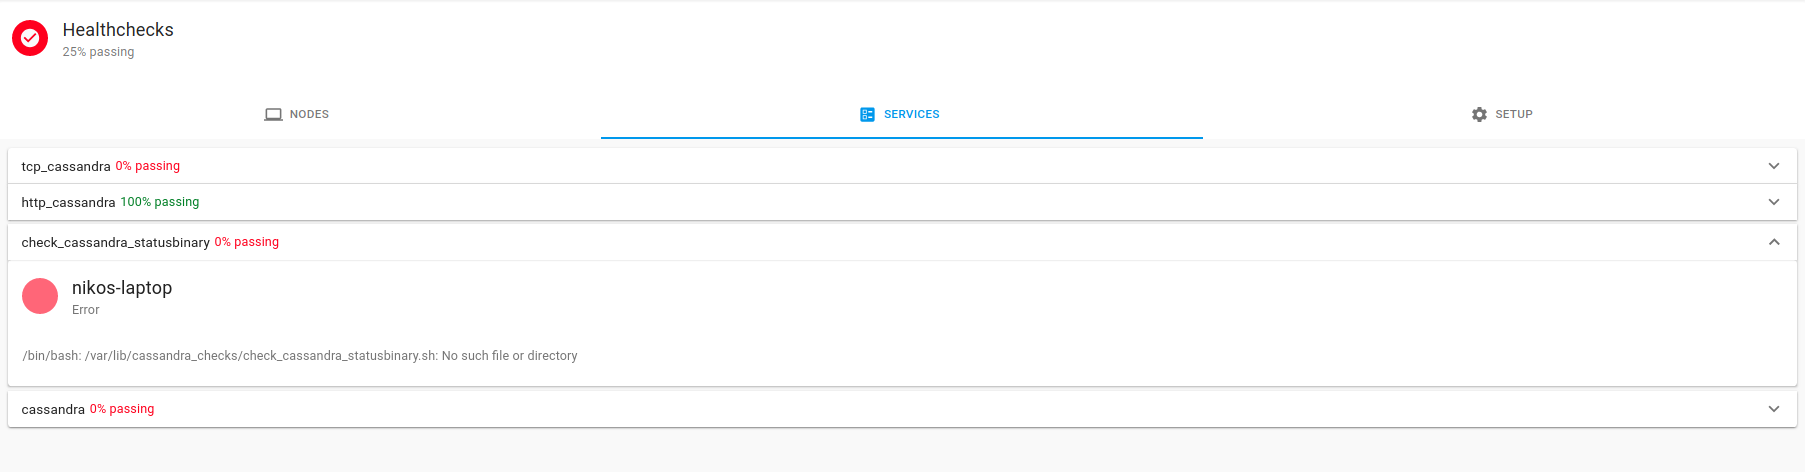 Healthchecks
25% passing
NODES
SERVICES
SETUP
tcp_cassandra 0% passing
http_cassandra 100% passing
check_cassandra_statusbinary 0% passing
nikos-laptop
Error
/bin/bash: /var/lib/cassandra_checks/check_cassandra_statusbinary.sh: No such file or directory
cassandra 0% passing